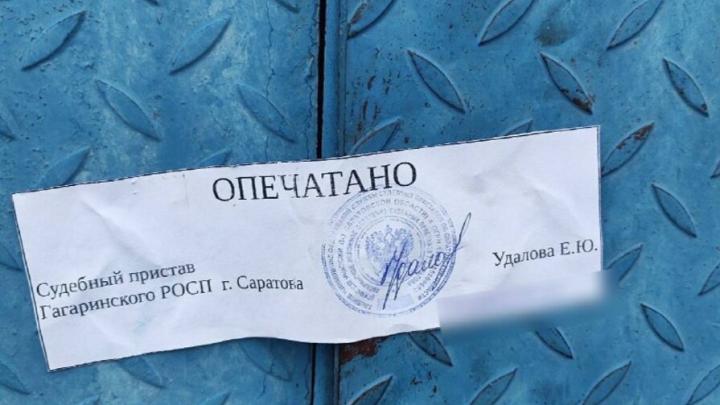 ОПЕЧАТАНО
Судебный пристав
Гагаринского РОСП г. Саратова
Удалова Е.Ю.